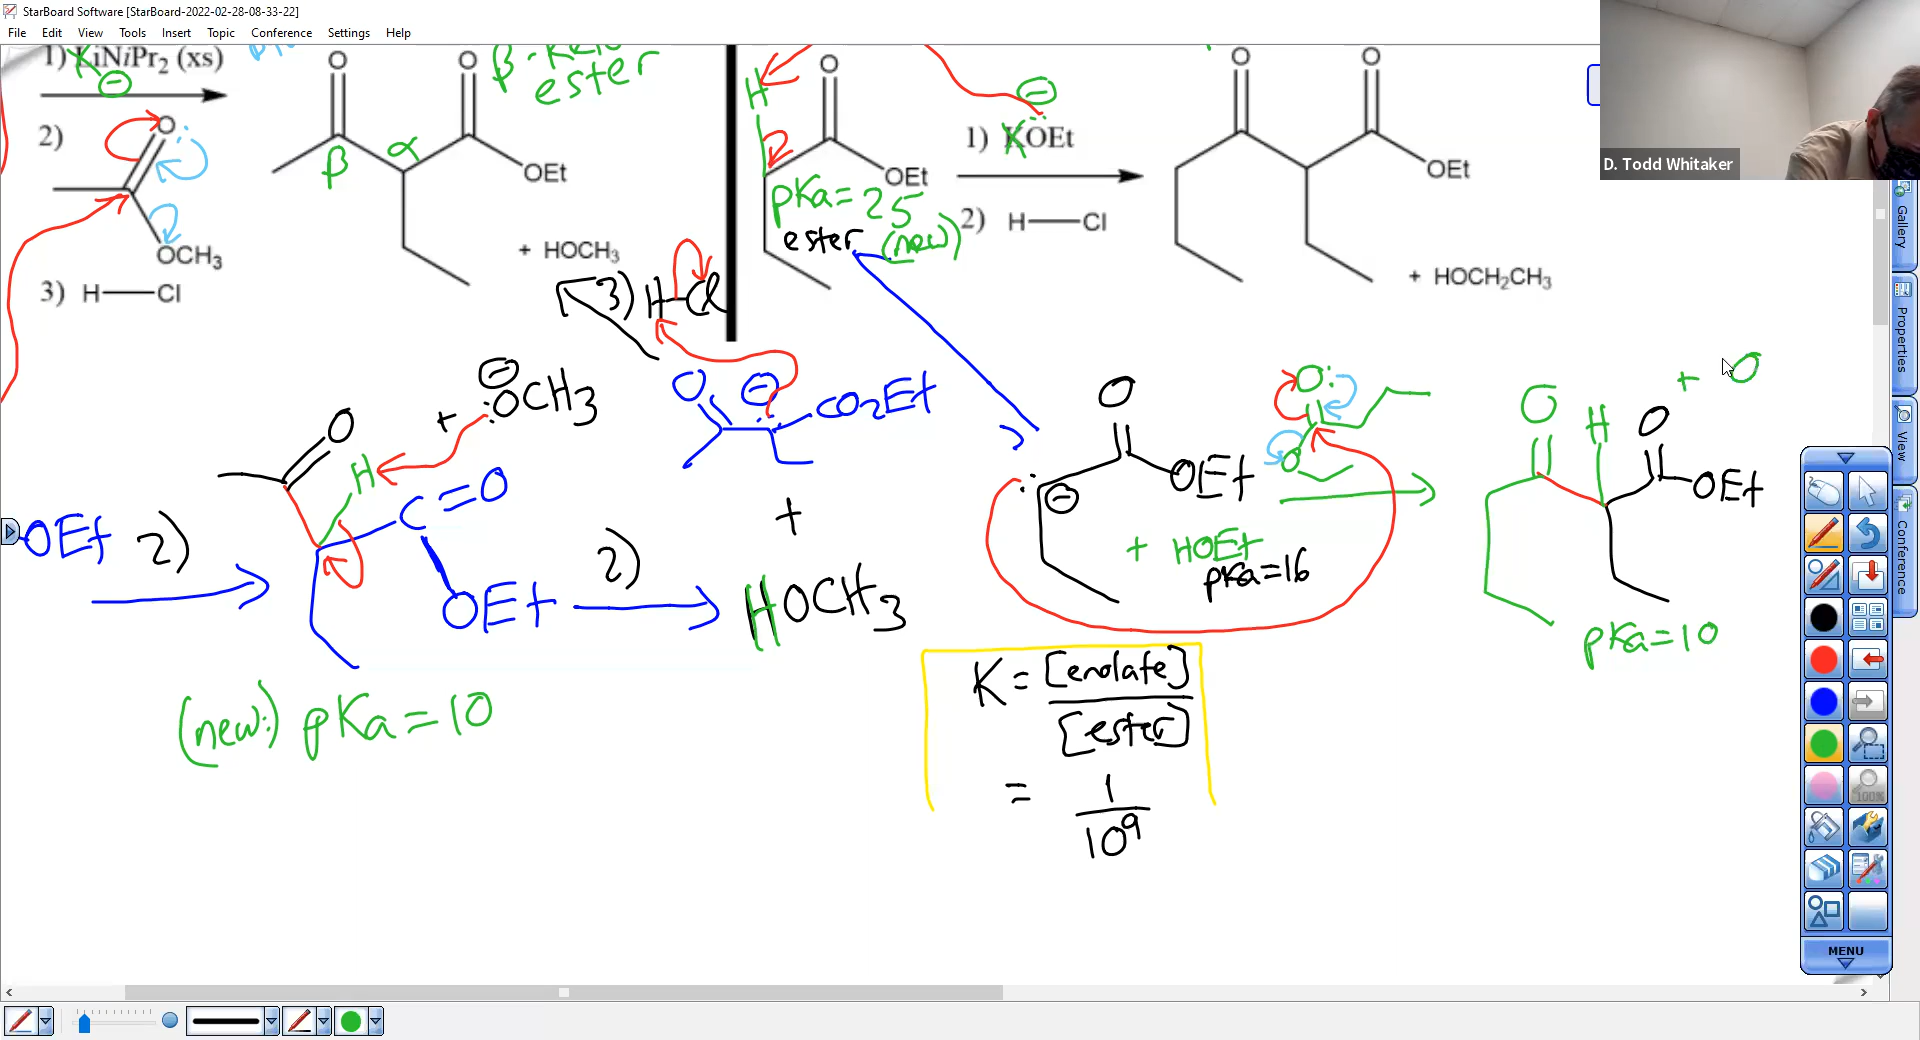 StarBoard Software [StarBoard-2022-02-28-08-33-22]
File Edit View Tools Insert Topic Conference Settings Help
D. Todd Whitaker
1) LiNiPr2 (xs)
K
⊖
2)
O
OCH3
3) H—Cl
O O
β α
OEt
+ HOCH3
ester
3) H—Cl
H
O
OEt
pKa = 25
ester (new)
⊖
1) KOEt
2) H—Cl
O O
OEt
+ HOCH2CH3
OEt 2)
O
H
+ ⊖
:OCH3
C=O
OEt
2)
O ⊖
CO2Et
+
HOCH3
(new:) pKa = 10
O
OEt
:
⊖
+ HOEt
pKa=16
O:
O
K = [enolate]
[ester]
= 1
10^9
O H O
OEt
+ O
pKa=10
Gallery
Properties
View
Conference
100%
MENU